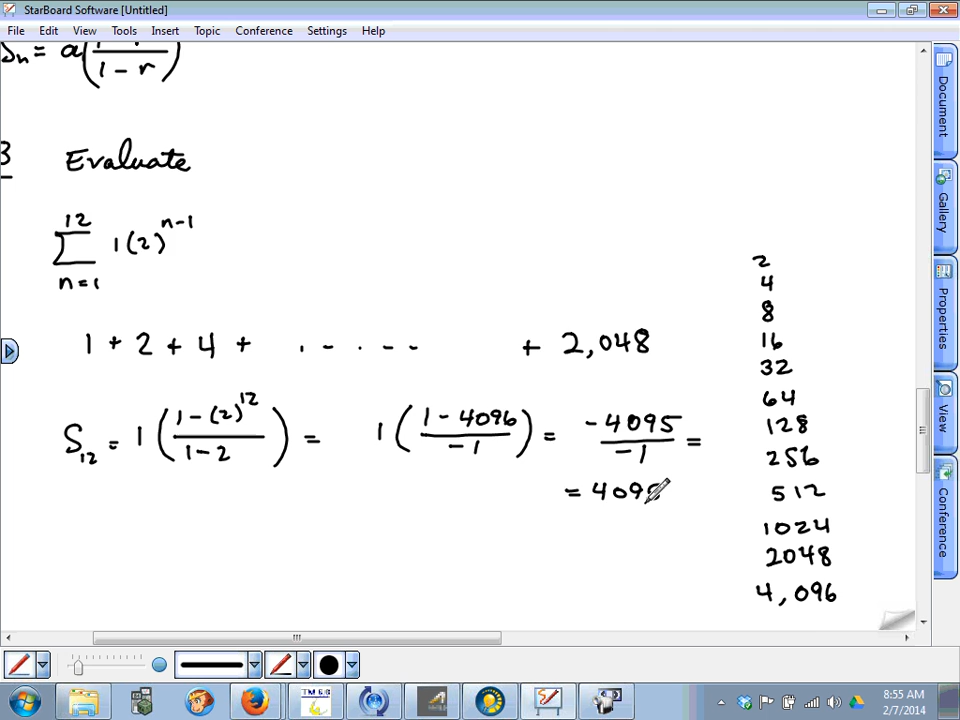 StarBoard Software [Untitled]
File Edit View Tools Insert Topic Conference Settings Help
Sn = a( / 1 - r )
3 Evaluate
12
∑ 1(2)^n-1
n=1
1 + 2 + 4 + . - . - - + 2,048
S12 = 1 ( 1-(2)^12 / 1-2 ) = 1 ( 1-4096 / -1 ) = -4095 / -1 =
= 409
2
4
8
16
32
64
128
256
512
1024
2048
4,096
Document
Gallery
Properties
View
Conference
TM 6.0
8:55 AM
2/7/2014